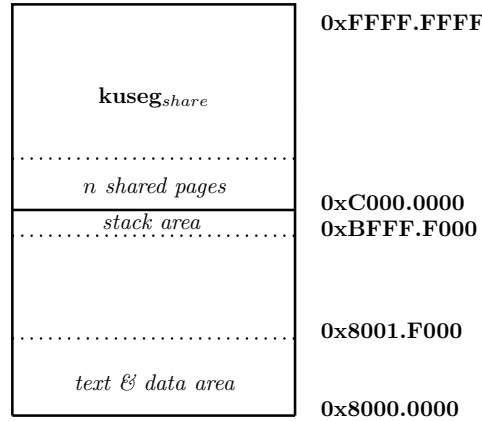 0xFFFF.FFFF
kuseg_share
n shared pages
0xC000.0000
stack area
0xBFFF.F000
0x8001.F000
text & data area
0x8000.0000